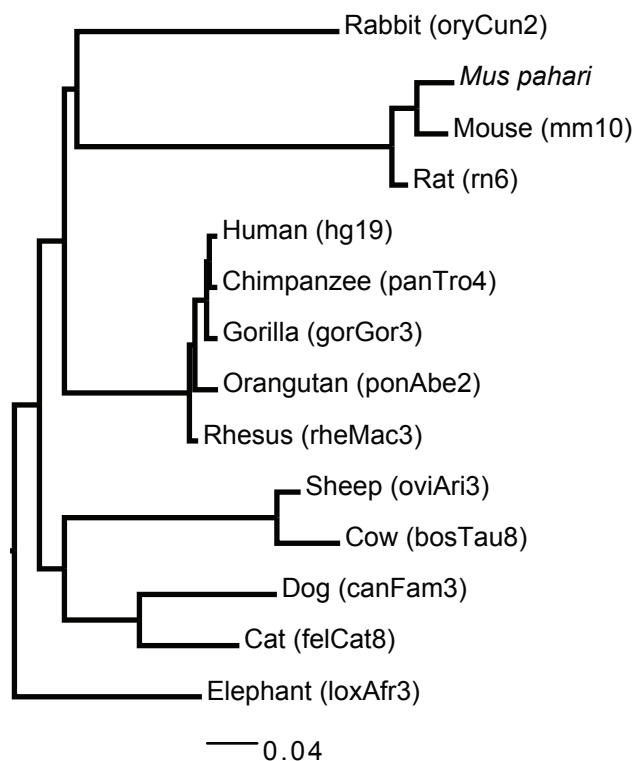 Rabbit (oryCun2)
Mus pahari
Mouse (mm10)
Rat (rn6)
Human (hg19)
Chimpanzee (panTro4)
Gorilla (gorGor3)
Orangutan (ponAbe2)
Rhesus (rheMac3)
Sheep (oviAri3)
Cow (bosTau8)
Dog (canFam3)
Cat (felCat8)
Elephant (loxAfr3)
0.04